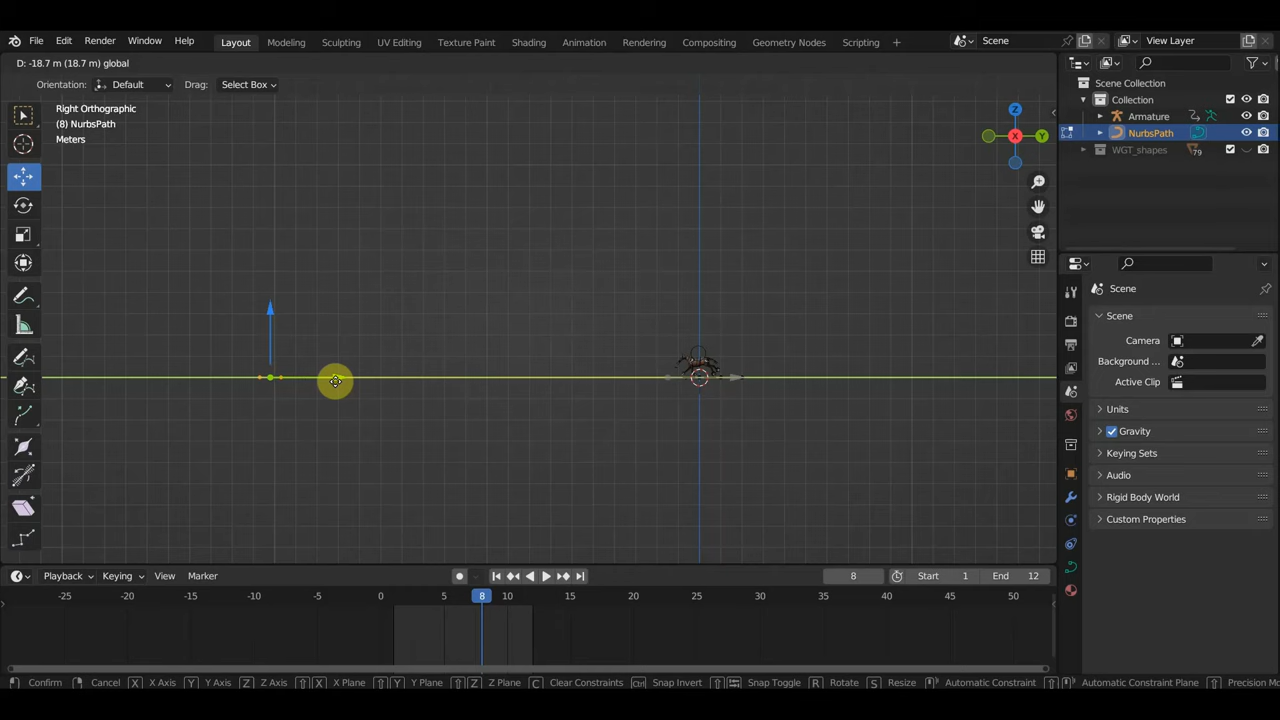 File Edit Render Window Help Layout Modeling Sculpting UV Editing Texture Paint Shading Animation Rendering Compositing Geometry Nodes Scripting + Scene View Layer
D: -18.7 m (18.7 m) global
Orientation: Default Drag: Select Box
Right Orthographic
(8) NurbsPath
Meters
Z
Y
X
Scene Collection
Collection
Armature
NurbsPath
WGT_shapes 79
Scene
Scene
Camera
Background ...
Active Clip
Units
Gravity
Keying Sets
Audio
Rigid Body World
Custom Properties
Playback Keying View Marker 8 Start 1 End 12
-25 -20 -15 -10 -5 0 5 8 10 15 20 25 30 35 40 45 50
Confirm Cancel X X Axis Y Y Axis Z Z Axis X X Plane Y Y Plane Z Z Plane C Clear Constraints Ctrl Snap Invert Snap Toggle R Rotate S Resize Automatic Constraint Automatic Constraint Plane Precision Mo